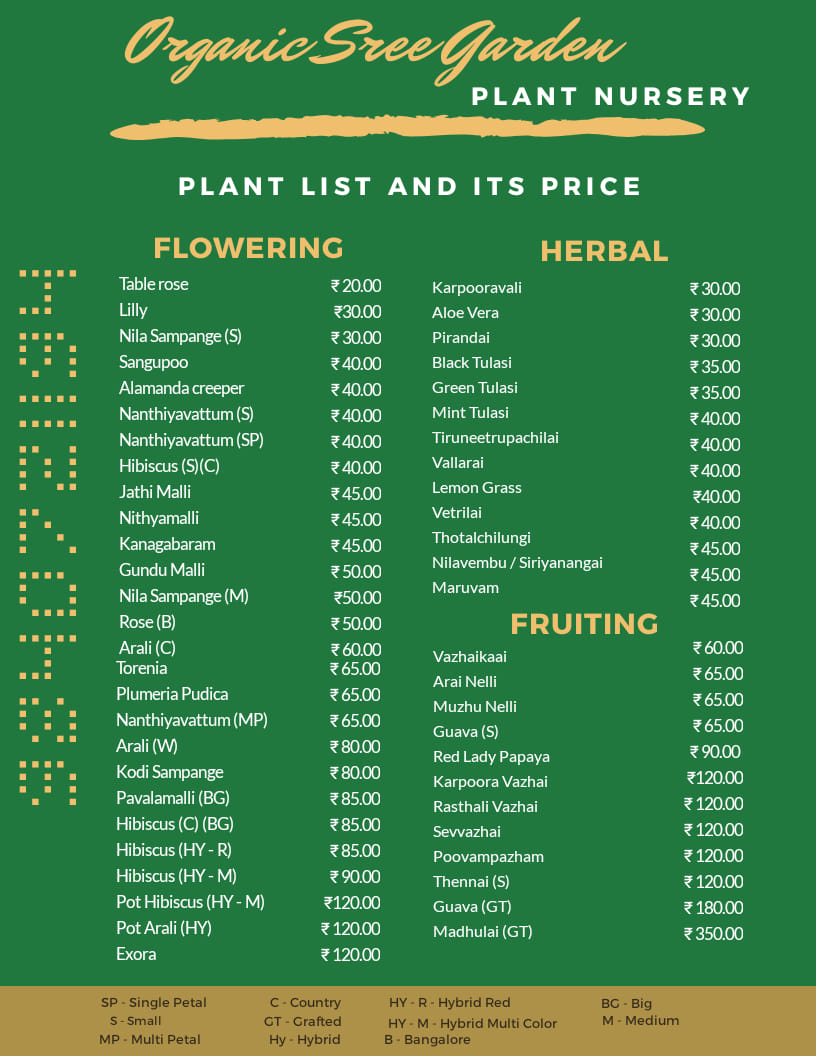 Organic Sree Garden
PLANT NURSERY
PLANT LIST AND ITS PRICE
FLOWERING
Table rose ₹ 20.00
Lilly ₹30.00
Nila Sampange (S) ₹ 30.00
Sangupoo ₹ 40.00
Alamanda creeper ₹ 40.00
Nanthiyavattum (S) ₹ 40.00
Nanthiyavattum (SP) ₹ 40.00
Hibiscus (S)(C) ₹ 40.00
Jathi Malli ₹ 45.00
Nithyamalli ₹ 45.00
Kanagabaram ₹ 45.00
Gundu Malli ₹ 50.00
Nila Sampange (M) ₹50.00
Rose (B) ₹ 50.00
Arali (C) ₹ 60.00
Torenia ₹ 65.00
Plumeria Pudica ₹ 65.00
Nanthiyavattum (MP) ₹ 65.00
Arali (W) ₹ 80.00
Kodi Sampange ₹ 80.00
Pavalamalli (BG) ₹ 85.00
Hibiscus (C) (BG) ₹ 85.00
Hibiscus (HY - R) ₹ 85.00
Hibiscus (HY - M) ₹ 90.00
Pot Hibiscus (HY - M) ₹120.00
Pot Arali (HY) ₹ 120.00
Exora ₹ 120.00
HERBAL
Karpooravali ₹ 30.00
Aloe Vera ₹ 30.00
Pirandai ₹ 30.00
Black Tulasi ₹ 35.00
Green Tulasi ₹ 35.00
Mint Tulasi ₹ 40.00
Tiruneetrupachilai ₹ 40.00
Vallarai ₹ 40.00
Lemon Grass ₹40.00
Vetrilai ₹ 40.00
Thotalchilungi ₹ 45.00
Nilavembu / Siriyanangai ₹ 45.00
Maruvam ₹ 45.00
FRUITING
Vazhaikaai ₹ 60.00
Arai Nelli ₹ 65.00
Muzhu Nelli ₹ 65.00
Guava (S) ₹ 65.00
Red Lady Papaya ₹ 90.00
Karpoora Vazhai ₹120.00
Rasthali Vazhai ₹ 120.00
Sevvazhai ₹ 120.00
Poovampazham ₹ 120.00
Thennai (S) ₹ 120.00
Guava (GT) ₹ 180.00
Madhulai (GT) ₹ 350.00
SP - Single Petal C - Country HY - R - Hybrid Red BG - Big
S - Small GT - Grafted HY - M - Hybrid Multi Color M - Medium
MP - Multi Petal Hy - Hybrid B - Bangalore